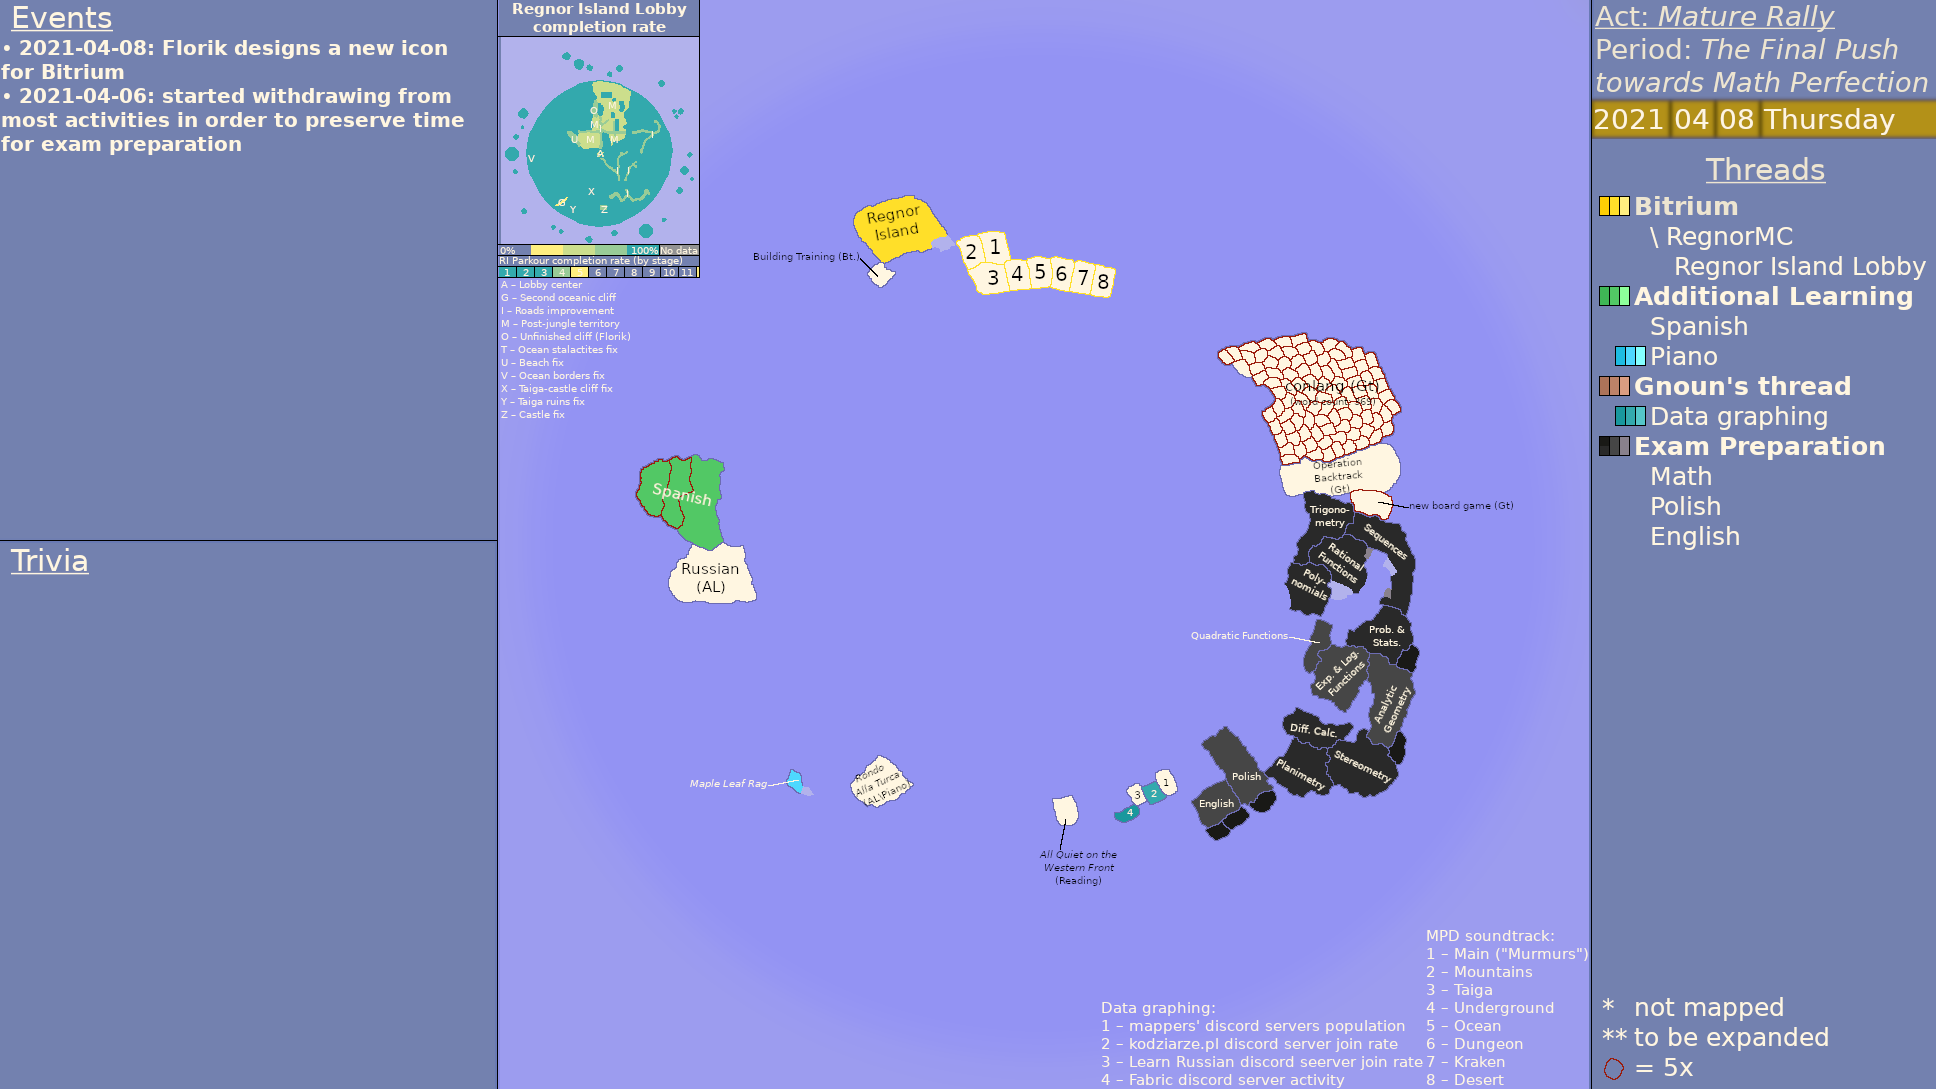 Events
• 2021-04-08: Florik designs a new icon
for Bitrium
• 2021-04-06: started withdrawing from
most activities in order to preserve time
for exam preparation
Trivia
Regnor Island Lobby
completion rate
O
M
M
I
U
M
M
A
V
I
I
X
I
G
Y
Z
0%
100%
No data
RI Parkour completion rate (by stage)
1 2 3 4 5 6 7 8 9 10 11
A – Lobby center
G – Second oceanic cliff
I – Roads improvement
M – Post-jungle territory
O – Unfinished cliff (Florik)
T – Ocean stalactites fix
U – Beach fix
V – Ocean borders fix
X – Taiga-castle cliff fix
Y – Taiga ruins fix
Z – Castle fix
Regnor
Island
Building Training (Bt.)
2 1
3 4 5 6 7 8
conlang (Gt)
(word count: 565)
Operation
Backtrack
(Gt)
new board game (Gt)
Trigono-
metry
Sequences
Rational
Functions
Poly-
nomials
Quadratic Functions
Prob. &
Stats.
Exp. & Log.
Functions
Analytic
Geometry
Diff. Calc.
Planimetry
Stereometry
Polish
English
Spanish
Russian
(AL)
Maple Leaf Rag
Rondo
Alla Turca
(AL\Piano)
All Quiet on the
Western Front
(Reading)
1
2
3
4
Data graphing:
1 – mappers' discord servers population
2 – kodziarze.pl discord server join rate
3 – Learn Russian discord seerver join rate
4 – Fabric discord server activity
MPD soundtrack:
1 – Main ("Murmurs")
2 – Mountains
3 – Taiga
4 – Underground
5 – Ocean
6 – Dungeon
7 – Kraken
8 – Desert
Act: Mature Rally
Period: The Final Push
towards Math Perfection
2021 04 08 Thursday
Threads
Bitrium
\ RegnorMC
Regnor Island Lobby
Additional Learning
Spanish
Piano
Gnoun's thread
Data graphing
Exam Preparation
Math
Polish
English
* not mapped
** to be expanded
= 5x